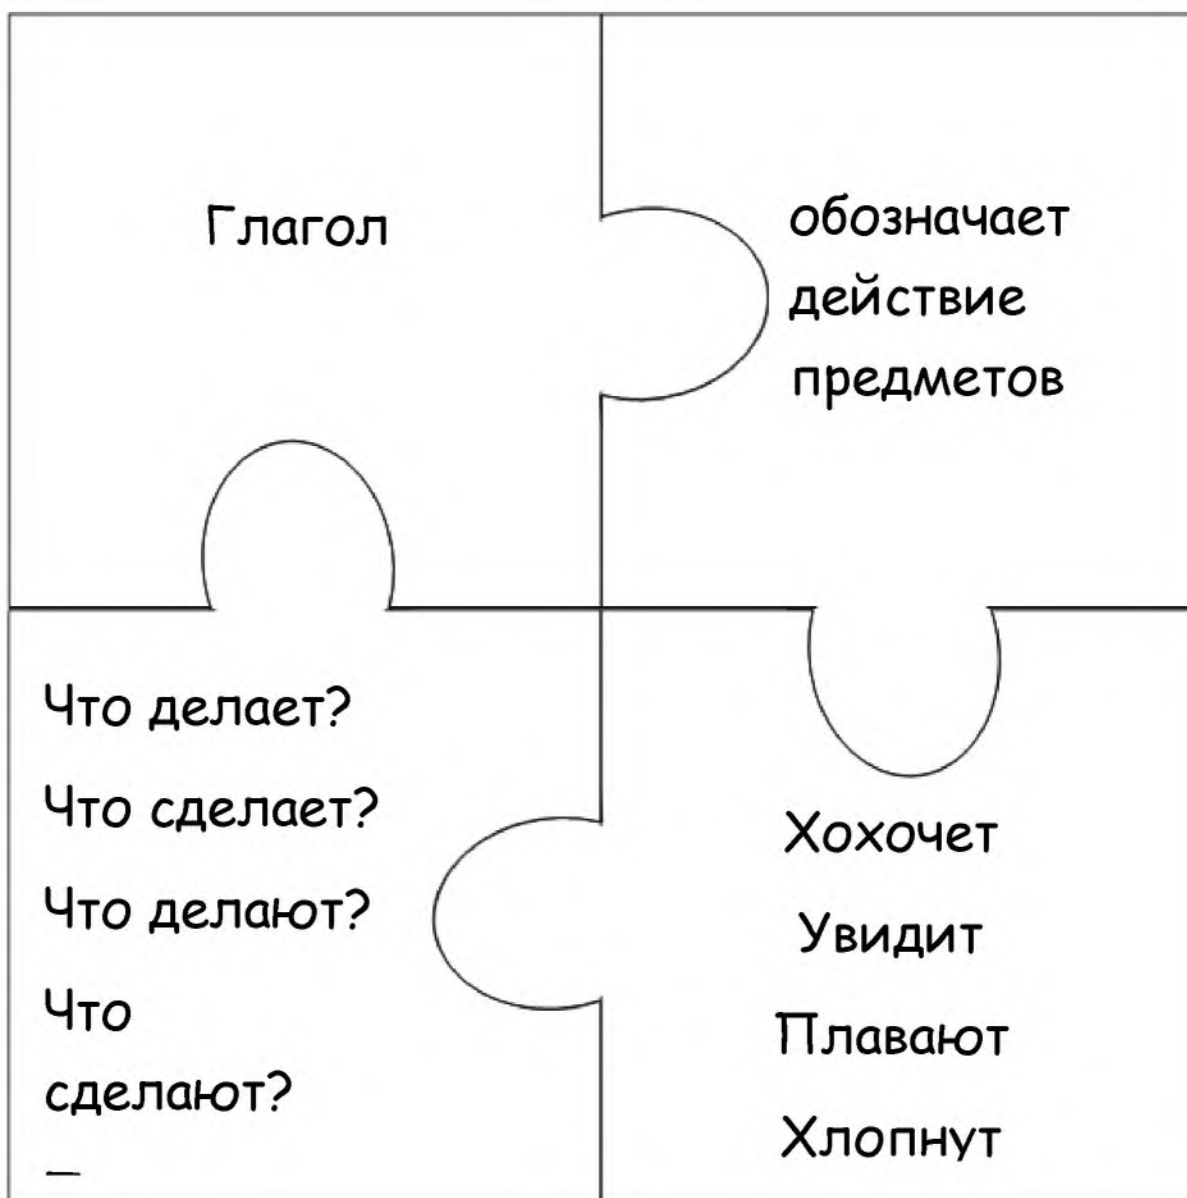 Глагол
обозначает
действие
предметов
Что делает?
Что сделает?
Что делают?
Что
сделают?
Хохочет
Увидит
Плавают
Хлопнут